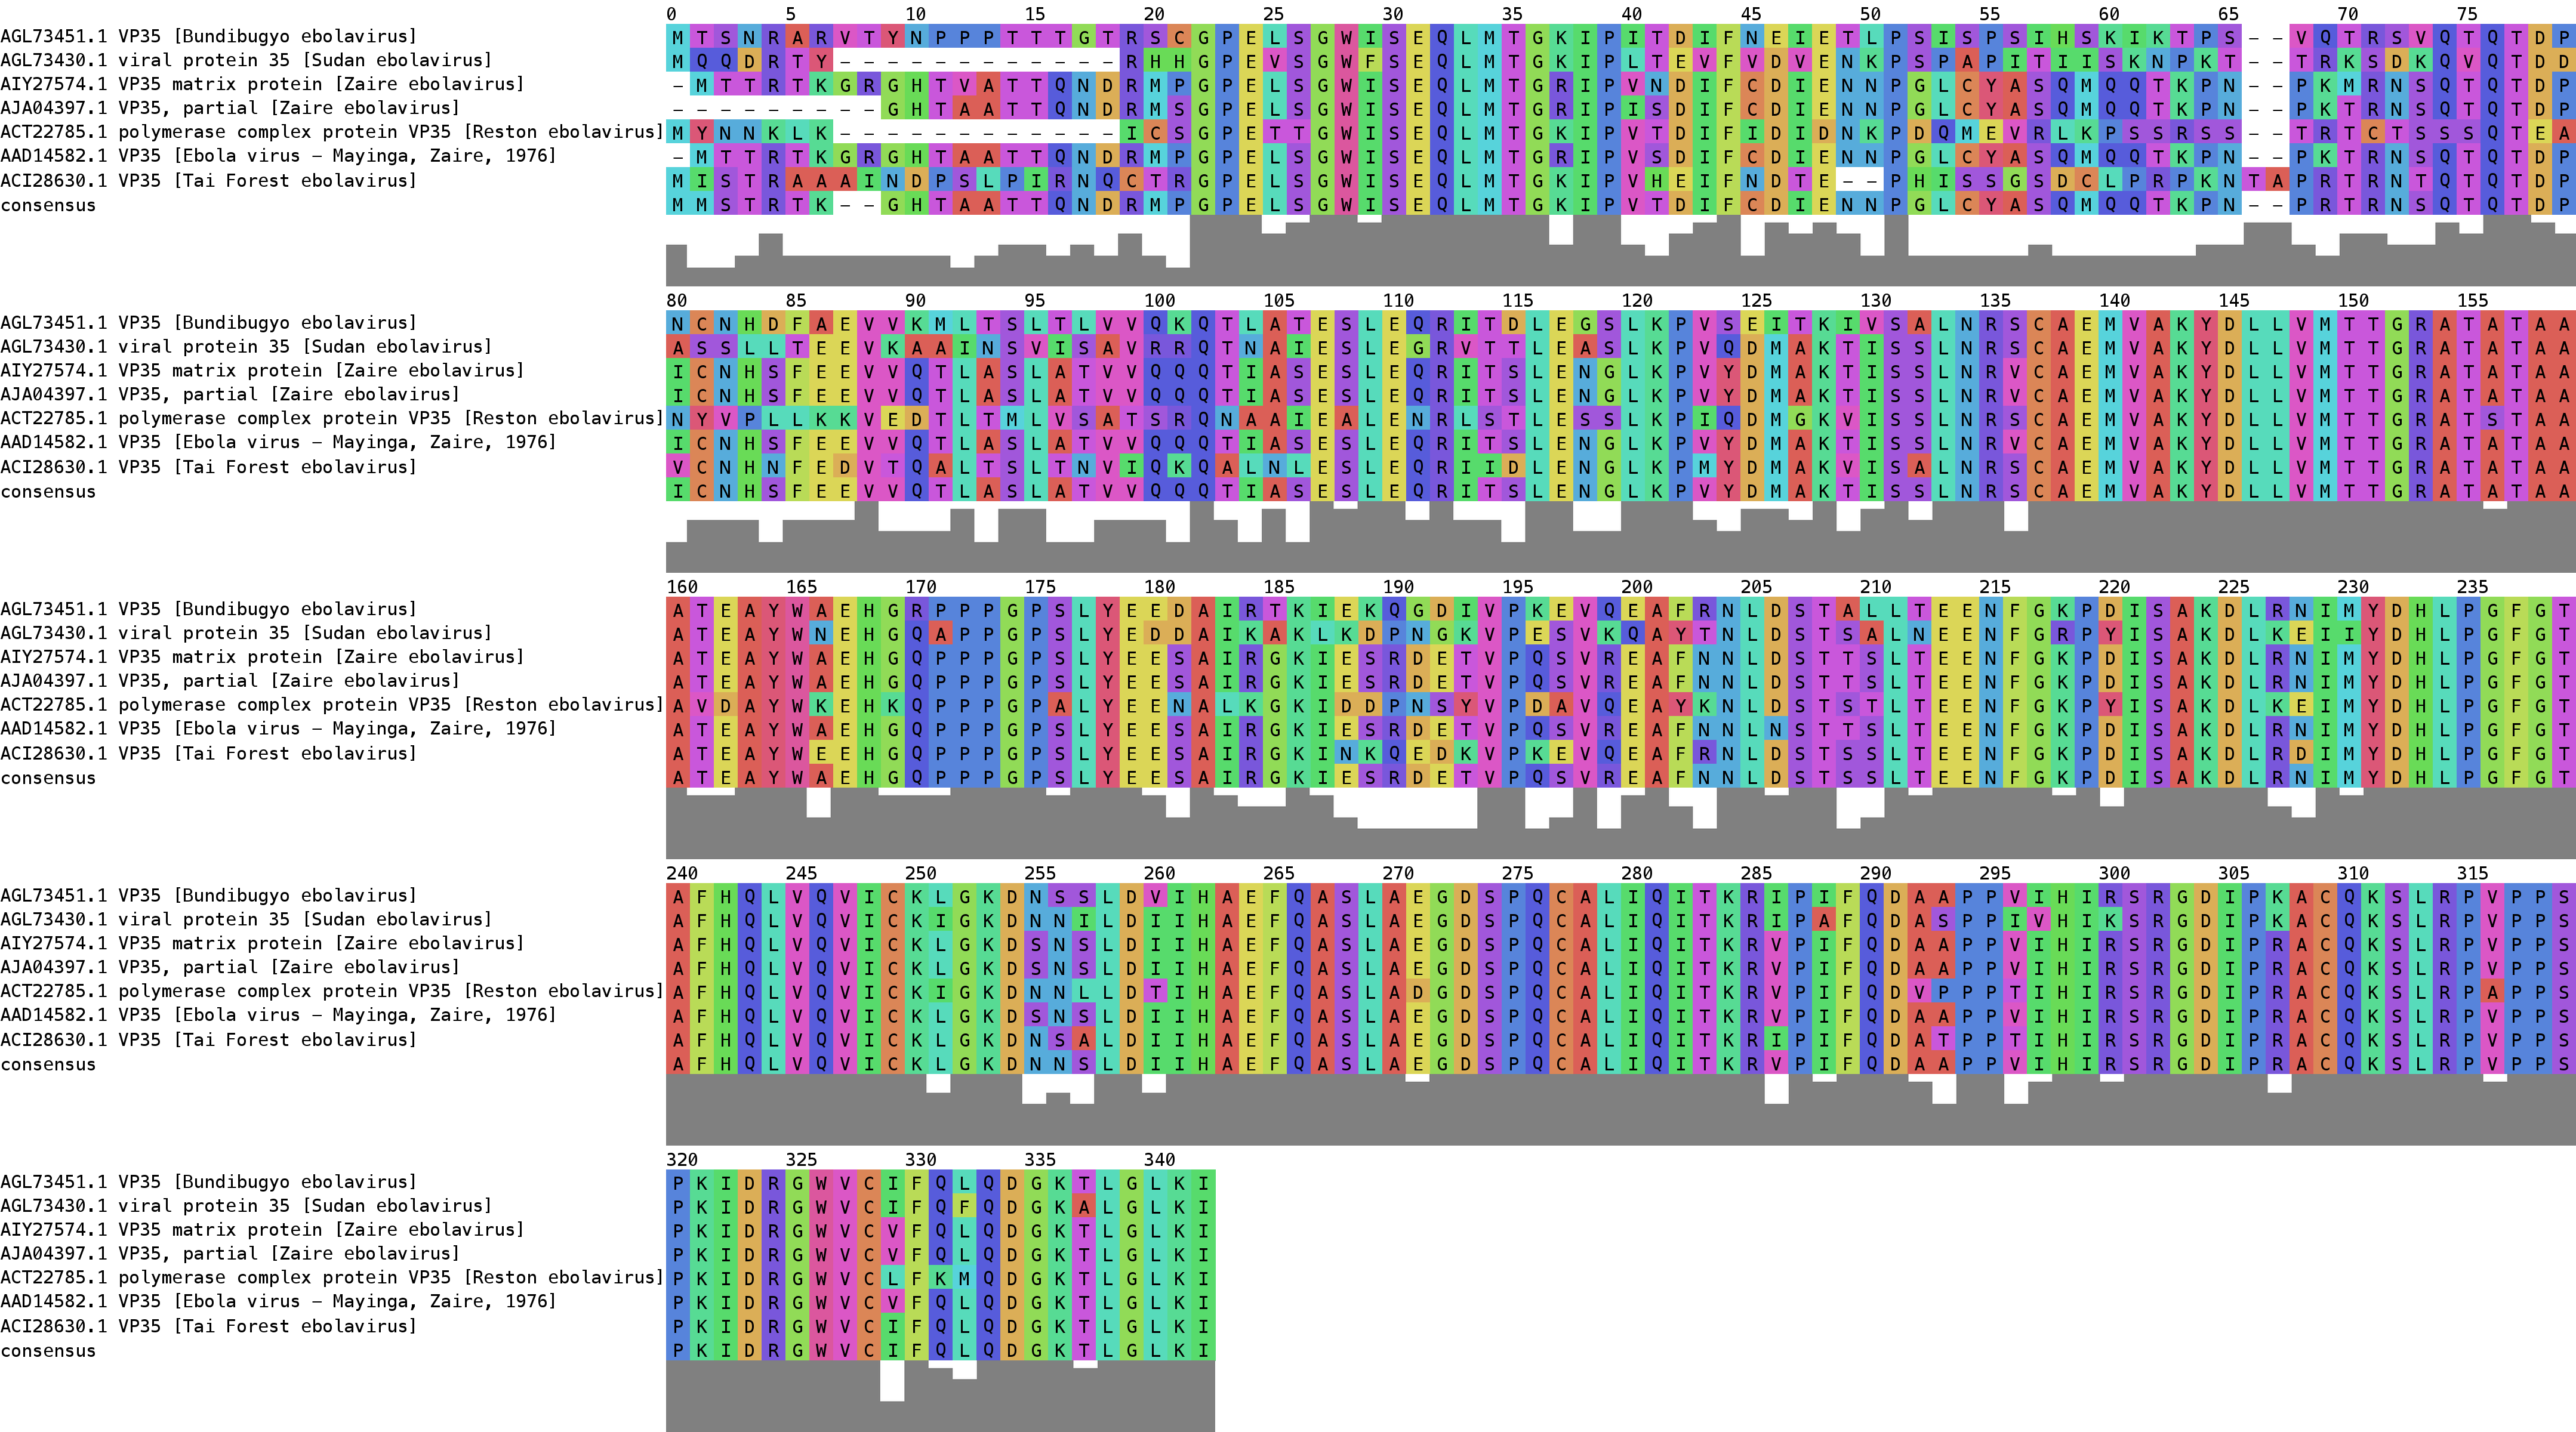 0 5 10 15 20 25 30 35 40 45 50 55 60 65 70 75
AGL73451.1 VP35 [Bundibugyo ebolavirus] MTSNRARVTYNPPPTTTGTRSCGPELSGWISEQLMTGKIPITDIFNEIETLPSISPSIHSKIKTPS--VQTRSVQTQTDP
AGL73430.1 viral protein 35 [Sudan ebolavirus] MQQDRTY------------RHHGPEVSGWFSEQLMTGKIPLTEVFVDVENKPSPAPITIISKNPKT--TRKSDKQVQTDD
AIY27574.1 VP35 matrix protein [Zaire ebolavirus] -MTTRTKGRGHTVATTQNDRMPGPELSGWISEQLMTGRIPVNDIFCDIENNPGLCYASQMQQTKPN--PKMRNSQTQTDP
AJA04397.1 VP35, partial [Zaire ebolavirus] ---------GHTAATTQNDRMSGPELSGWISEQLMTGRIPISDIFCDIENNPGLCYASQMQQTKPN--PKTRNSQTQTDP
ACT22785.1 polymerase complex protein VP35 [Reston ebolavirus] MYNNKLK------------ICSGPETTGWISEQLMTGKIPVTDIFIDIDNKPDQMEVRLKPSSRSS--TRTCTSSSQTEA
AAD14582.1 VP35 [Ebola virus – Mayinga, Zaire, 1976] -MTTRTKGRGHTAATTQNDRMPGPELSGWISEQLMTGRIPVSDIFCDIENNPGLCYASQMQQTKPN--PKTRNSQTQTDP
ACI28630.1 VP35 [Tai Forest ebolavirus] MISTRAAAINDPSLPIRNQCTRGPELSGWISEQLMTGKIPVHEIFNDTE--PHISSGSDCLPRPKNTAPRTRNTQTQTDP
consensus MMSTRTK--GHTAATTQNDRMPGPELSGWISEQLMTGKIPVTDIFCDIENNPGLCYASQMQQTKPN--PRTRNSQTQTDP
80 85 90 95 100 105 110 115 120 125 130 135 140 145 150 155
AGL73451.1 VP35 [Bundibugyo ebolavirus] NCNHDFAEVVKMLTSLTLVVQKQTLATESLEQRITDLEGSLKPVSEITKIVSALNRSCAEMVAKYDLLVMTTGRATATAA
AGL73430.1 viral protein 35 [Sudan ebolavirus] ASSLLTEEVKAAINSVISAVRRQTNAIESLEGRVTTLEASLKPVQDMAKTISSLNRSCAEMVAKYDLLVMTTGRATATAA
AIY27574.1 VP35 matrix protein [Zaire ebolavirus] ICNHSFEEVVQTLASLATVVQQQTIASESLEQRITSLENGLKPVYDMAKTISSLNRVCAEMVAKYDLLVMTTGRATATAA
AJA04397.1 VP35, partial [Zaire ebolavirus] ICNHSFEEVVQTLASLATVVQQQTIASESLEQRITSLENGLKPVYDMAKTISSLNRVCAEMVAKYDLLVMTTGRATATAA
ACT22785.1 polymerase complex protein VP35 [Reston ebolavirus] NYVPLLKKVEDTLTMLVSATSRQNAAIEALENRLSTLESSLKPIQDMGKVISSLNRSCAEMVAKYDLLVMTTGRATSTAA
AAD14582.1 VP35 [Ebola virus – Mayinga, Zaire, 1976] ICNHSFEEVVQTLASLATVVQQQTIASESLEQRITSLENGLKPVYDMAKTISSLNRVCAEMVAKYDLLVMTTGRATATAA
ACI28630.1 VP35 [Tai Forest ebolavirus] VCNHNFEDVTQALTSLTNVIQKQALNLESLEQRIIDLENGLKPMYDMAKVISALNRSCAEMVAKYDLLVMTTGRATATAA
consensus ICNHSFEEVVQTLASLATVVQQQTIASESLEQRITSLENGLKPVYDMAKTISSLNRSCAEMVAKYDLLVMTTGRATATAA
160 165 170 175 180 185 190 195 200 205 210 215 220 225 230 235
AGL73451.1 VP35 [Bundibugyo ebolavirus] ATEAYWAEHGRPPPGPSLYEEDAIRTKIEKQGDIVPKEVQEAFRNLDSTALLTEENFGKPDISAKDLRNIMYDHLPGFGT
AGL73430.1 viral protein 35 [Sudan ebolavirus] ATEAYWNEHGQAPPGPSLYEDDAIKAKLKDPNGKVPESVKQAYTNLDSTSALNEENFGRPYISAKDLKEIIYDHLPGFGT
AIY27574.1 VP35 matrix protein [Zaire ebolavirus] ATEAYWAEHGQPPPGPSLYEESAIRGKIESRDETVPQSVREAFNNLDSTTSLTEENFGKPDISAKDLRNIMYDHLPGFGT
AJA04397.1 VP35, partial [Zaire ebolavirus] ATEAYWAEHGQPPPGPSLYEESAIRGKIESRDETVPQSVREAFNNLDSTTSLTEENFGKPDISAKDLRNIMYDHLPGFGT
ACT22785.1 polymerase complex protein VP35 [Reston ebolavirus] AVDAYWKEHKQPPPGPALYEENALKGKIDDPNSYVPDAVQEAYKNLDSTSTLTEENFGKPYISAKDLKEIMYDHLPGFGT
AAD14582.1 VP35 [Ebola virus – Mayinga, Zaire, 1976] ATEAYWAEHGQPPPGPSLYEESAIRGKIESRDETVPQSVREAFNNLNSTTSLTEENFGKPDISAKDLRNIMYDHLPGFGT
ACI28630.1 VP35 [Tai Forest ebolavirus] ATEAYWEEHGQPPPGPSLYEESAIRGKINKQEDKVPKEVQEAFRNLDSTSSLTEENFGKPDISAKDLRDIMYDHLPGFGT
consensus ATEAYWAEHGQPPPGPSLYEESAIRGKIESRDETVPQSVREAFNNLDSTSSLTEENFGKPDISAKDLRNIMYDHLPGFGT
240 245 250 255 260 265 270 275 280 285 290 295 300 305 310 315
AGL73451.1 VP35 [Bundibugyo ebolavirus] AFHQLVQVICKLGKDNSSLDVIHAEFQASLAEGDSPQCALIQITKRIPIFQDAAPPVIHIRSRGDIPKACQKSLRPVPPS
AGL73430.1 viral protein 35 [Sudan ebolavirus] AFHQLVQVICKIGKDNNILDIIHAEFQASLAEGDSPQCALIQITKRIPAFQDASPPIVHIKSRGDIPKACQKSLRPVPPS
AIY27574.1 VP35 matrix protein [Zaire ebolavirus] AFHQLVQVICKLGKDSNSLDIIHAEFQASLAEGDSPQCALIQITKRVPIFQDAAPPVIHIRSRGDIPRACQKSLRPVPPS
AJA04397.1 VP35, partial [Zaire ebolavirus] AFHQLVQVICKLGKDSNSLDIIHAEFQASLAEGDSPQCALIQITKRVPIFQDAAPPVIHIRSRGDIPRACQKSLRPVPPS
ACT22785.1 polymerase complex protein VP35 [Reston ebolavirus] AFHQLVQVICKIGKDNNLLDTIHAEFQASLADGDSPQCALIQITKRVPIFQDVPPPTIHIRSRGDIPRACQKSLRPAPPS
AAD14582.1 VP35 [Ebola virus – Mayinga, Zaire, 1976] AFHQLVQVICKLGKDSNSLDIIHAEFQASLAEGDSPQCALIQITKRVPIFQDAAPPVIHIRSRGDIPRACQKSLRPVPPS
ACI28630.1 VP35 [Tai Forest ebolavirus] AFHQLVQVICKLGKDNSALDIIHAEFQASLAEGDSPQCALIQITKRIPIFQDATPPTIHIRSRGDIPRACQKSLRPVPPS
consensus AFHQLVQVICKLGKDNNSLDIIHAEFQASLAEGDSPQCALIQITKRVPIFQDAAPPVIHIRSRGDIPRACQKSLRPVPPS
320 325 330 335 340
AGL73451.1 VP35 [Bundibugyo ebolavirus] PKIDRGWVCIFQLQDGKTLGLKI
AGL73430.1 viral protein 35 [Sudan ebolavirus] PKIDRGWVCIFQFQDGKALGLKI
AIY27574.1 VP35 matrix protein [Zaire ebolavirus] PKIDRGWVCVFQLQDGKTLGLKI
AJA04397.1 VP35, partial [Zaire ebolavirus] PKIDRGWVCVFQLQDGKTLGLKI
ACT22785.1 polymerase complex protein VP35 [Reston ebolavirus] PKIDRGWVCLFKMQDGKTLGLKI
AAD14582.1 VP35 [Ebola virus – Mayinga, Zaire, 1976] PKIDRGWVCVFQLQDGKTLGLKI
ACI28630.1 VP35 [Tai Forest ebolavirus] PKIDRGWVCIFQLQDGKTLGLKI
consensus PKIDRGWVCIFQLQDGKTLGLKI